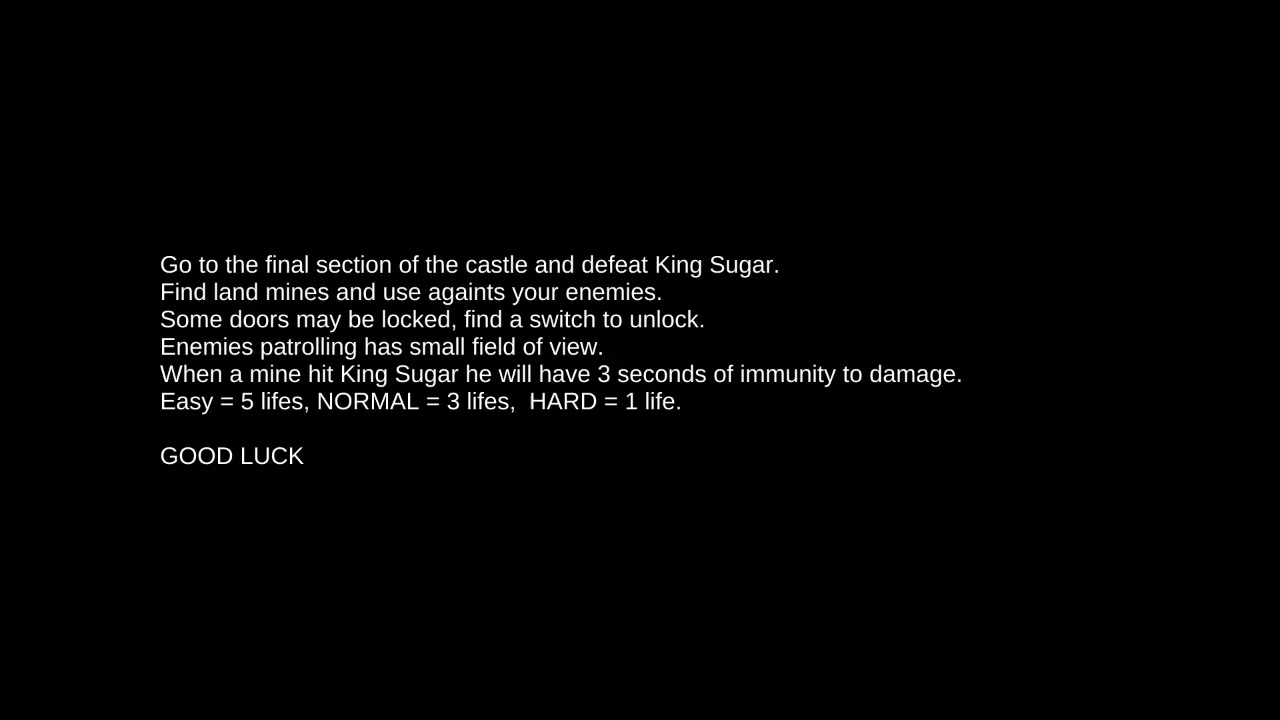 Go to the final section of the castle and defeat King Sugar.
Find land mines and use againts your enemies.
Some doors may be locked, find a switch to unlock.
Enemies patrolling has small field of view.
When a mine hit King Sugar he will have 3 seconds of immunity to damage.
Easy = 5 lifes, NORMAL = 3 lifes,  HARD = 1 life.
GOOD LUCK